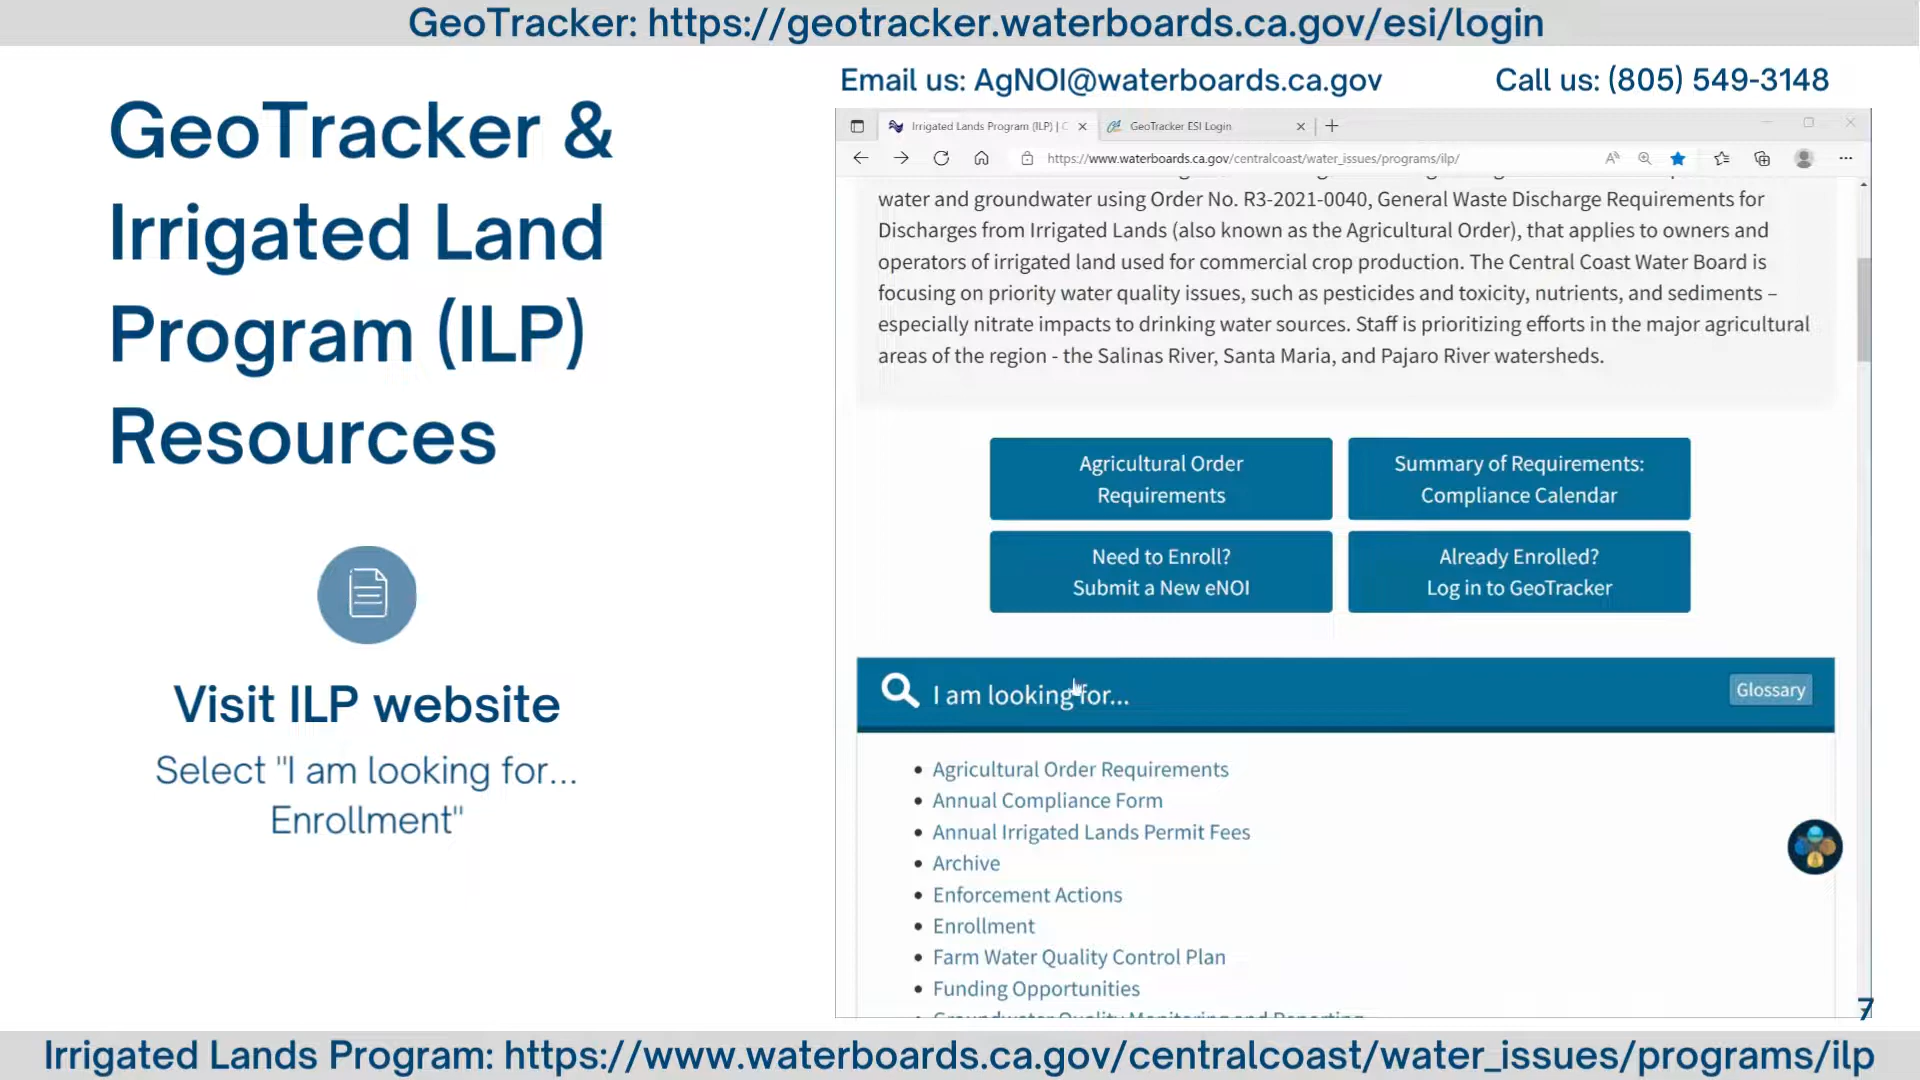 GeoTracker: https://geotracker.waterboards.ca.gov/esi/login
Email us: AgNOI@waterboards.ca.gov
Call us: (805) 549-3148
GeoTracker &
Irrigated Land
Program (ILP)
Resources
Visit ILP website
Select "I am looking for...
Enrollment"
Irrigated Lands Program (ILP) | C
GeoTracker ESI Login
https://www.waterboards.ca.gov/centralcoast/water_issues/programs/ilp/
water and groundwater using Order No. R3-2021-0040, General Waste Discharge Requirements for
Discharges from Irrigated Lands (also known as the Agricultural Order), that applies to owners and
operators of irrigated land used for commercial crop production. The Central Coast Water Board is
focusing on priority water quality issues, such as pesticides and toxicity, nutrients, and sediments –
especially nitrate impacts to drinking water sources. Staff is prioritizing efforts in the major agricultural
areas of the region - the Salinas River, Santa Maria, and Pajaro River watersheds.
Agricultural Order
Requirements
Summary of Requirements:
Compliance Calendar
Need to Enroll?
Submit a New eNOI
Already Enrolled?
Log in to GeoTracker
I am looking for...
Glossary
Agricultural Order Requirements
Annual Compliance Form
Annual Irrigated Lands Permit Fees
Archive
Enforcement Actions
Enrollment
Farm Water Quality Control Plan
Funding Opportunities
Groundwater Quality Monitoring and Reporting
7
Irrigated Lands Program: https://www.waterboards.ca.gov/centralcoast/water_issues/programs/ilp